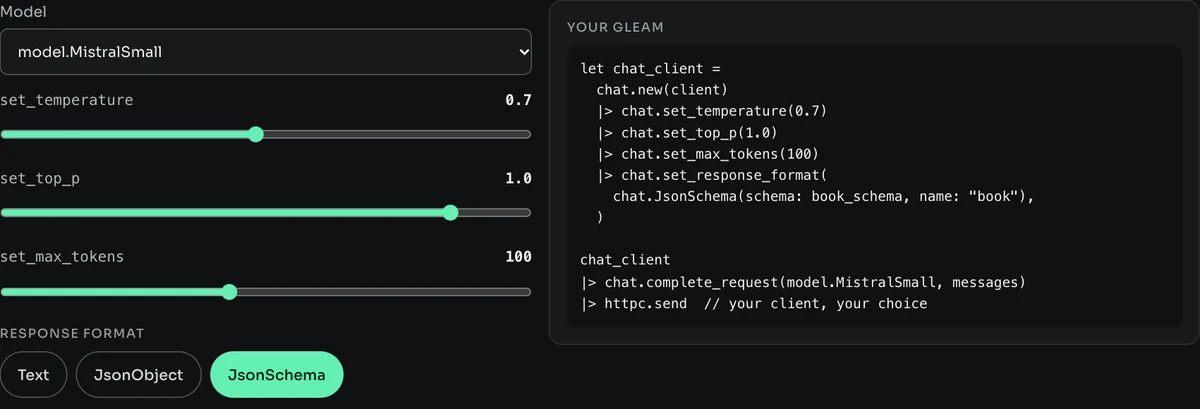 Model
model.MistralSmall
set_temperature 0.7
set_top_p 1.0
set_max_tokens 100
RESPONSE FORMAT
Text JsonObject JsonSchema
YOUR GLEAM
let chat_client =
  chat.new(client)
  |> chat.set_temperature(0.7)
  |> chat.set_top_p(1.0)
  |> chat.set_max_tokens(100)
  |> chat.set_response_format(
    chat.JsonSchema(schema: book_schema, name: "book"),
  )

chat_client
|> chat.complete_request(model.MistralSmall, messages)
|> httpc.send  // your client, your choice